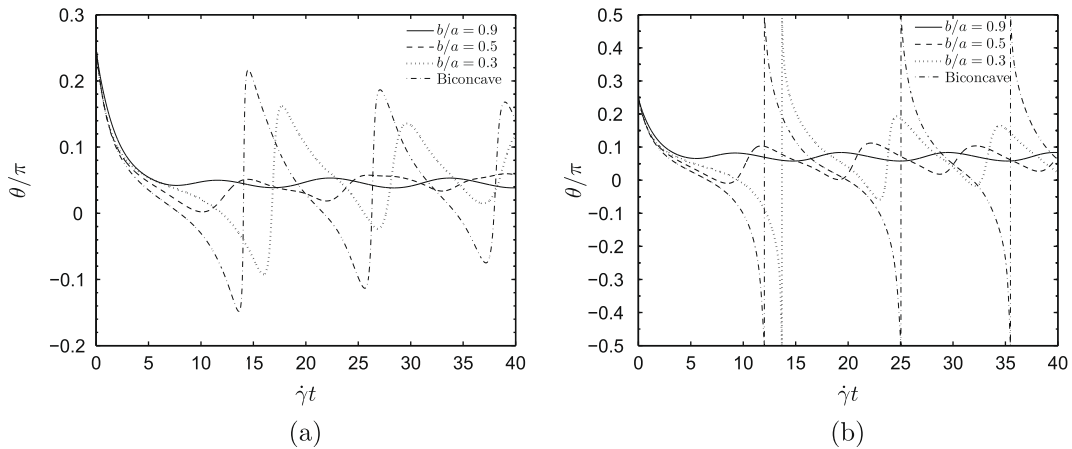 0.3
0.2
0.1
0
-0.1
-0.2
θ/π
0 5 10 15 20 25 30 35 40
γ̇t
b/a = 0.9
b/a = 0.5
b/a = 0.3
Biconcave
(a)
0.5
0.4
0.3
0.2
0.1
0
-0.1
-0.2
-0.3
-0.4
-0.5
θ/π
0 5 10 15 20 25 30 35 40
γ̇t
b/a = 0.9
b/a = 0.5
b/a = 0.3
Biconcave
(b)